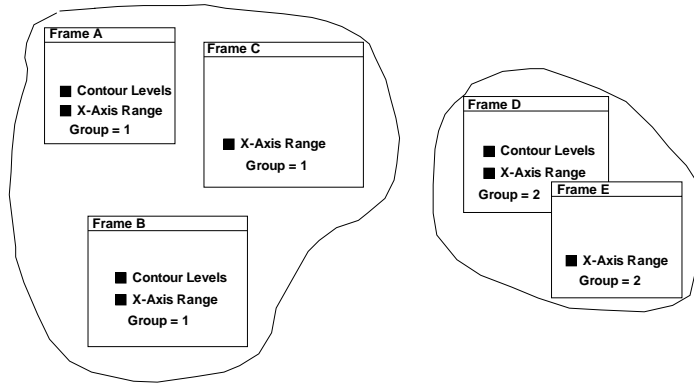 Frame A
Contour Levels
X-Axis Range
Group = 1
Frame C
X-Axis Range
Group = 1
Frame B
Contour Levels
X-Axis Range
Group = 1
Frame D
Contour Levels
X-Axis Range
Group = 2
Frame E
X-Axis Range
Group = 2